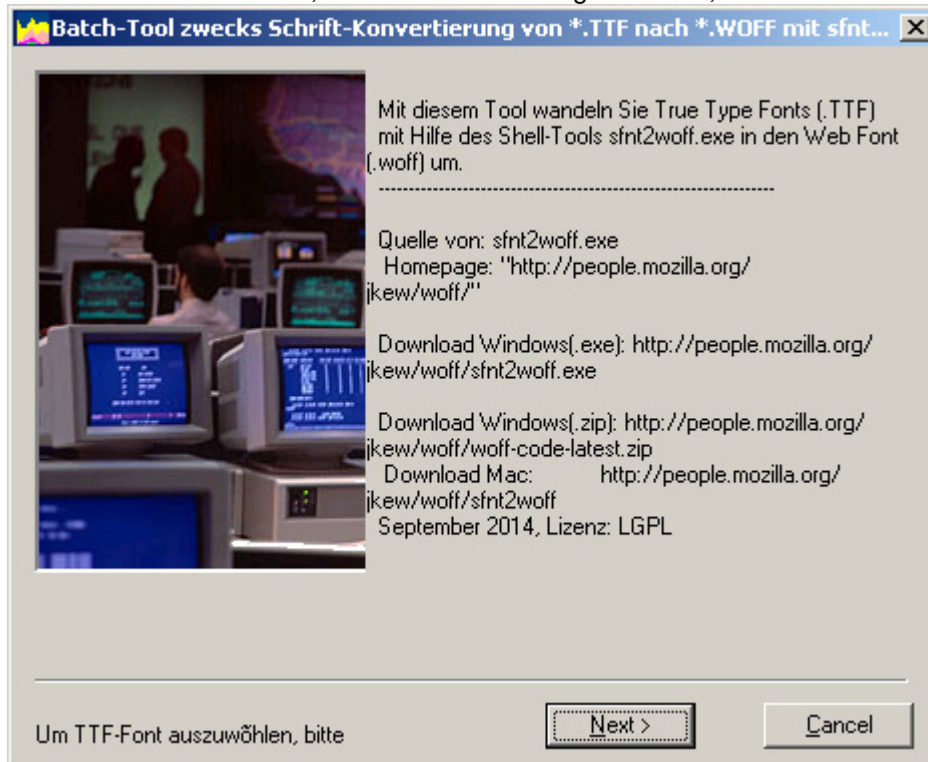 Batch-Tool zwecks Schrift-Konvertierung von *.TTF nach *.WOFF mit sfnt...
Mit diesem Tool wandeln Sie True Type Fonts (.TTF)
mit Hilfe des Shell-Tools sfnt2woff.exe in den Web Font
(.woff) um.
------------------------------------------------------------------
Quelle von: sfnt2woff.exe
Homepage: "http://people.mozilla.org/
jkew/woff/"
Download Windows(.exe): http://people.mozilla.org/
jkew/woff/sfnt2woff.exe
Download Windows(.zip): http://people.mozilla.org/
jkew/woff/woff-code-latest.zip
Download Mac: http://people.mozilla.org/
jkew/woff/sfnt2woff
September 2014, Lizenz: LGPL
Um TTF-Font auszuwõhlen, bitte
Next >
Cancel